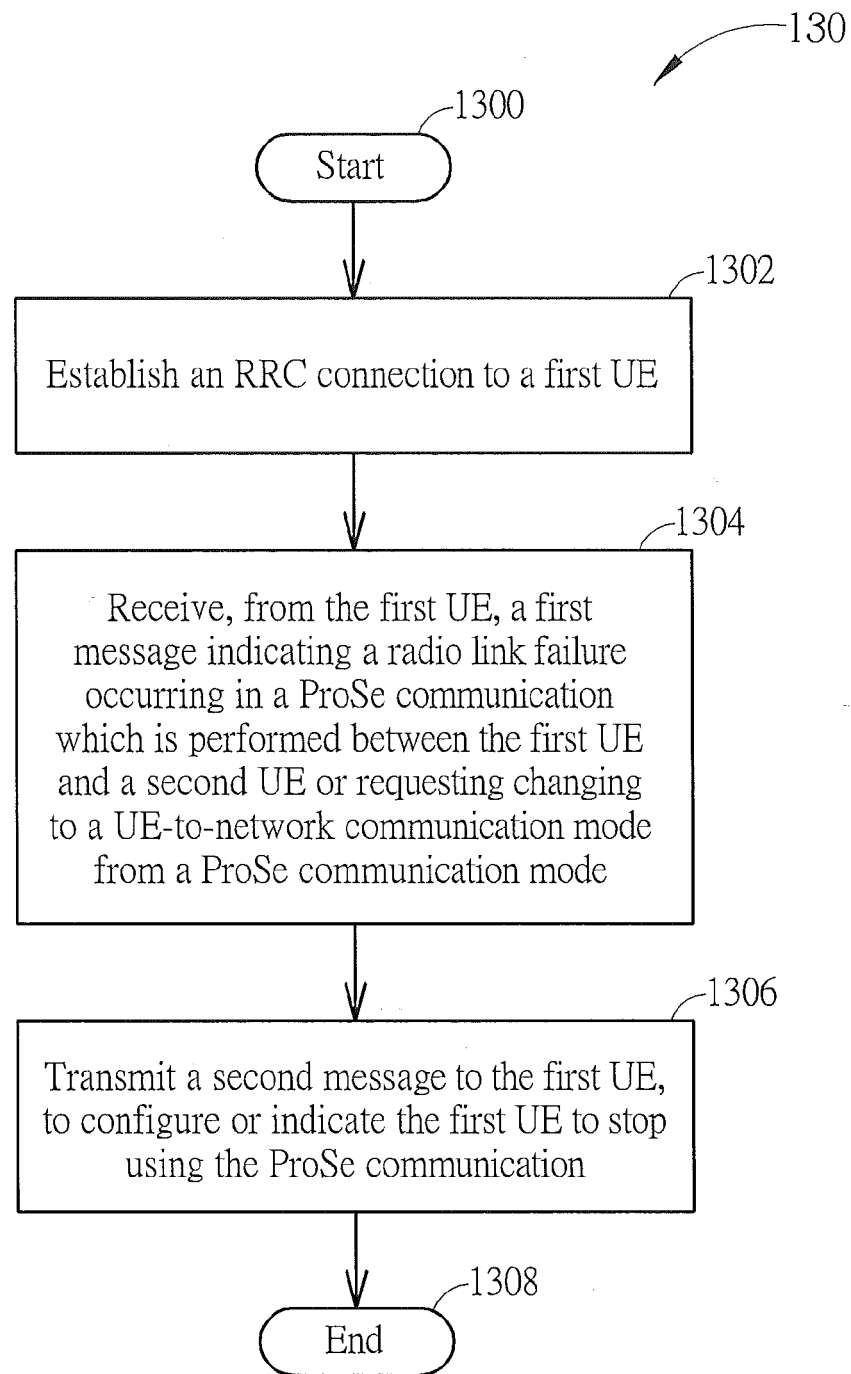 130
1300
Start
1302
Establish an RRC connection to a first UE
1304
Receive, from the first UE, a first
message indicating a radio link failure
occurring in a ProSe communication
which is performed between the first UE
and a second UE or requesting changing
to a UE-to-network communication mode
from a ProSe communication mode
1306
Transmit a second message to the first UE,
to configure or indicate the first UE to stop
using the ProSe communication
1308
End